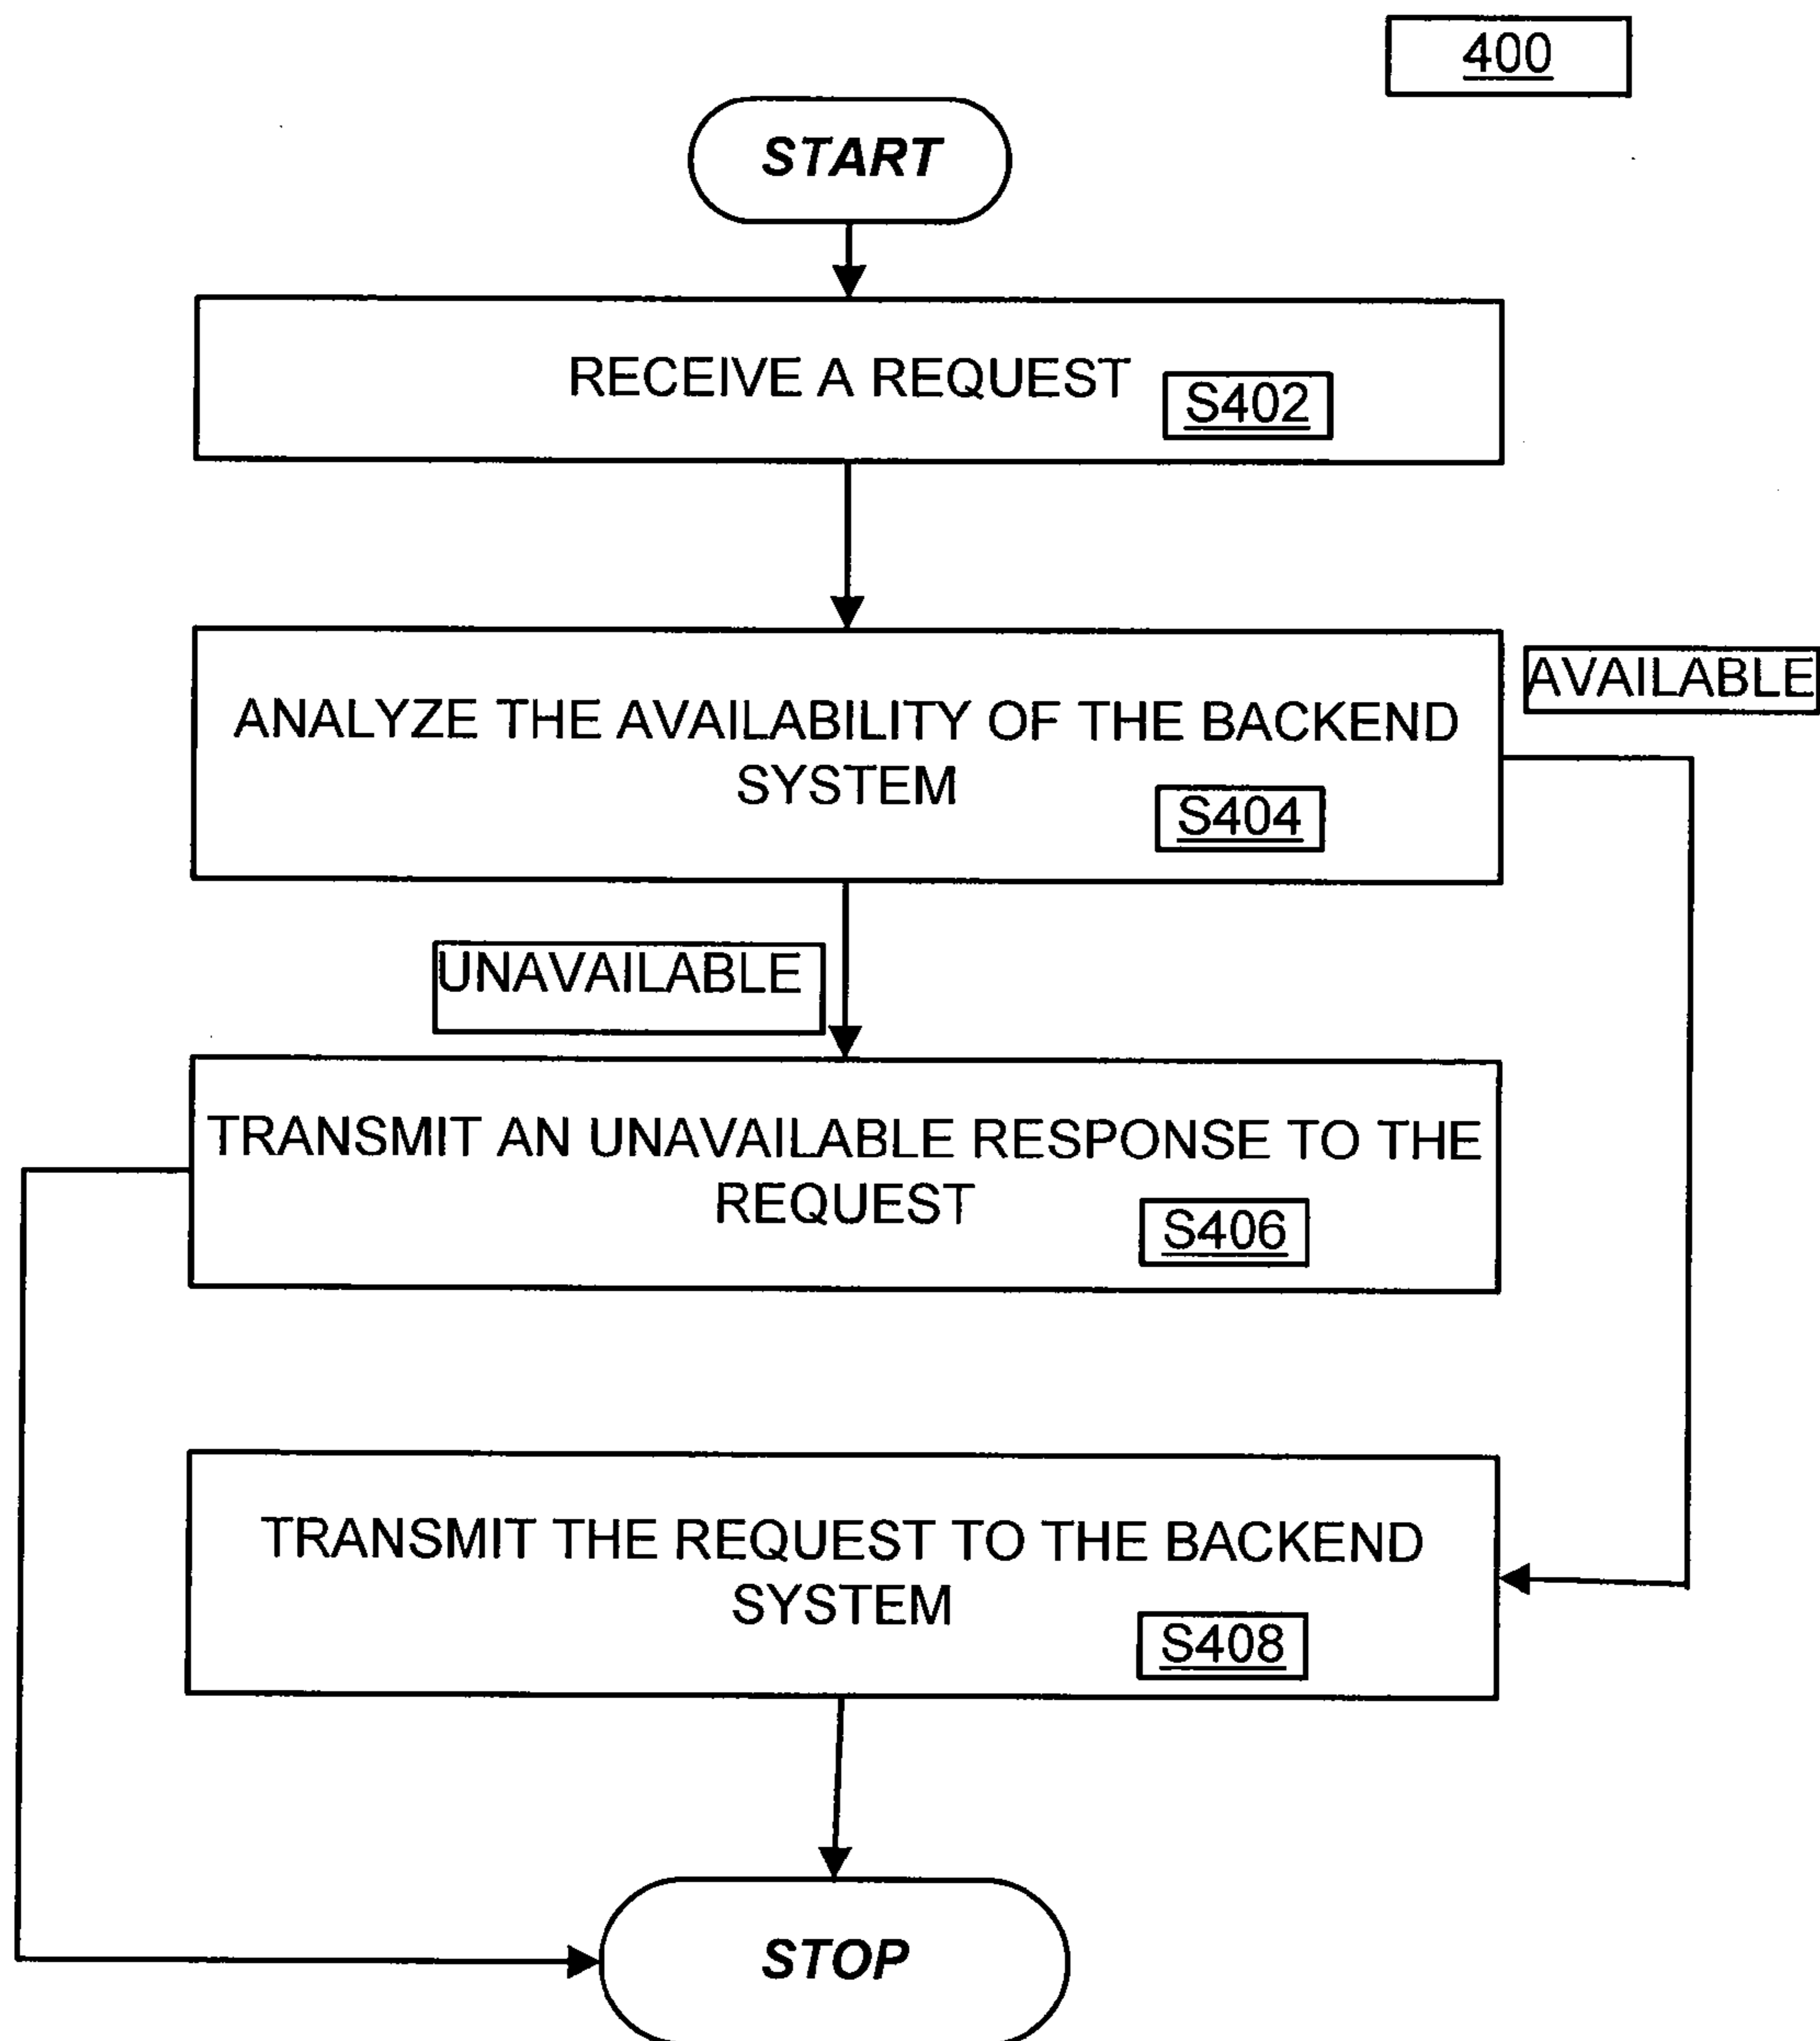 400
START
RECEIVE A REQUEST
S402
AVAILABLE
ANALYZE THE AVAILABILITY OF THE BACKEND
SYSTEM
S404
UNAVAILABLE
TRANSMIT AN UNAVAILABLE RESPONSE TO THE
REQUEST
S406
TRANSMIT THE REQUEST TO THE BACKEND
SYSTEM
S408
STOP